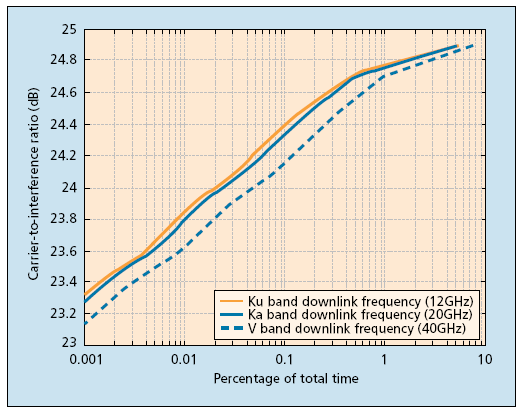 25
24.8
24.6
24.4
24.2
24
23.8
23.6
23.4
23.2
23
Carrier-to-interference ratio (dB)
Ku band downlink frequency (12GHz)
Ka band downlink frequency (20GHz)
V band downlink frequency (40GHz)
0.001 0.01 0.1 1 10
Percentage of total time